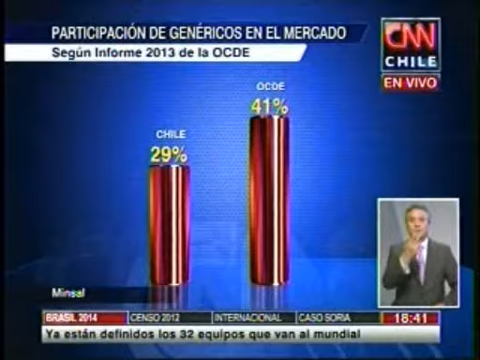 PARTICIPACIÓN DE GENÉRICOS EN EL MERCADO
Según Informe 2013 de la OCDE
CNN
CHILE
EN VIVO
OCDE
41%
CHILE
29%
Minsal
BRASIL 2014 CENSO 2012 INTERNACIONAL CASO SORIA 18:41
Ya están definidos los 32 equipos que van al mundial